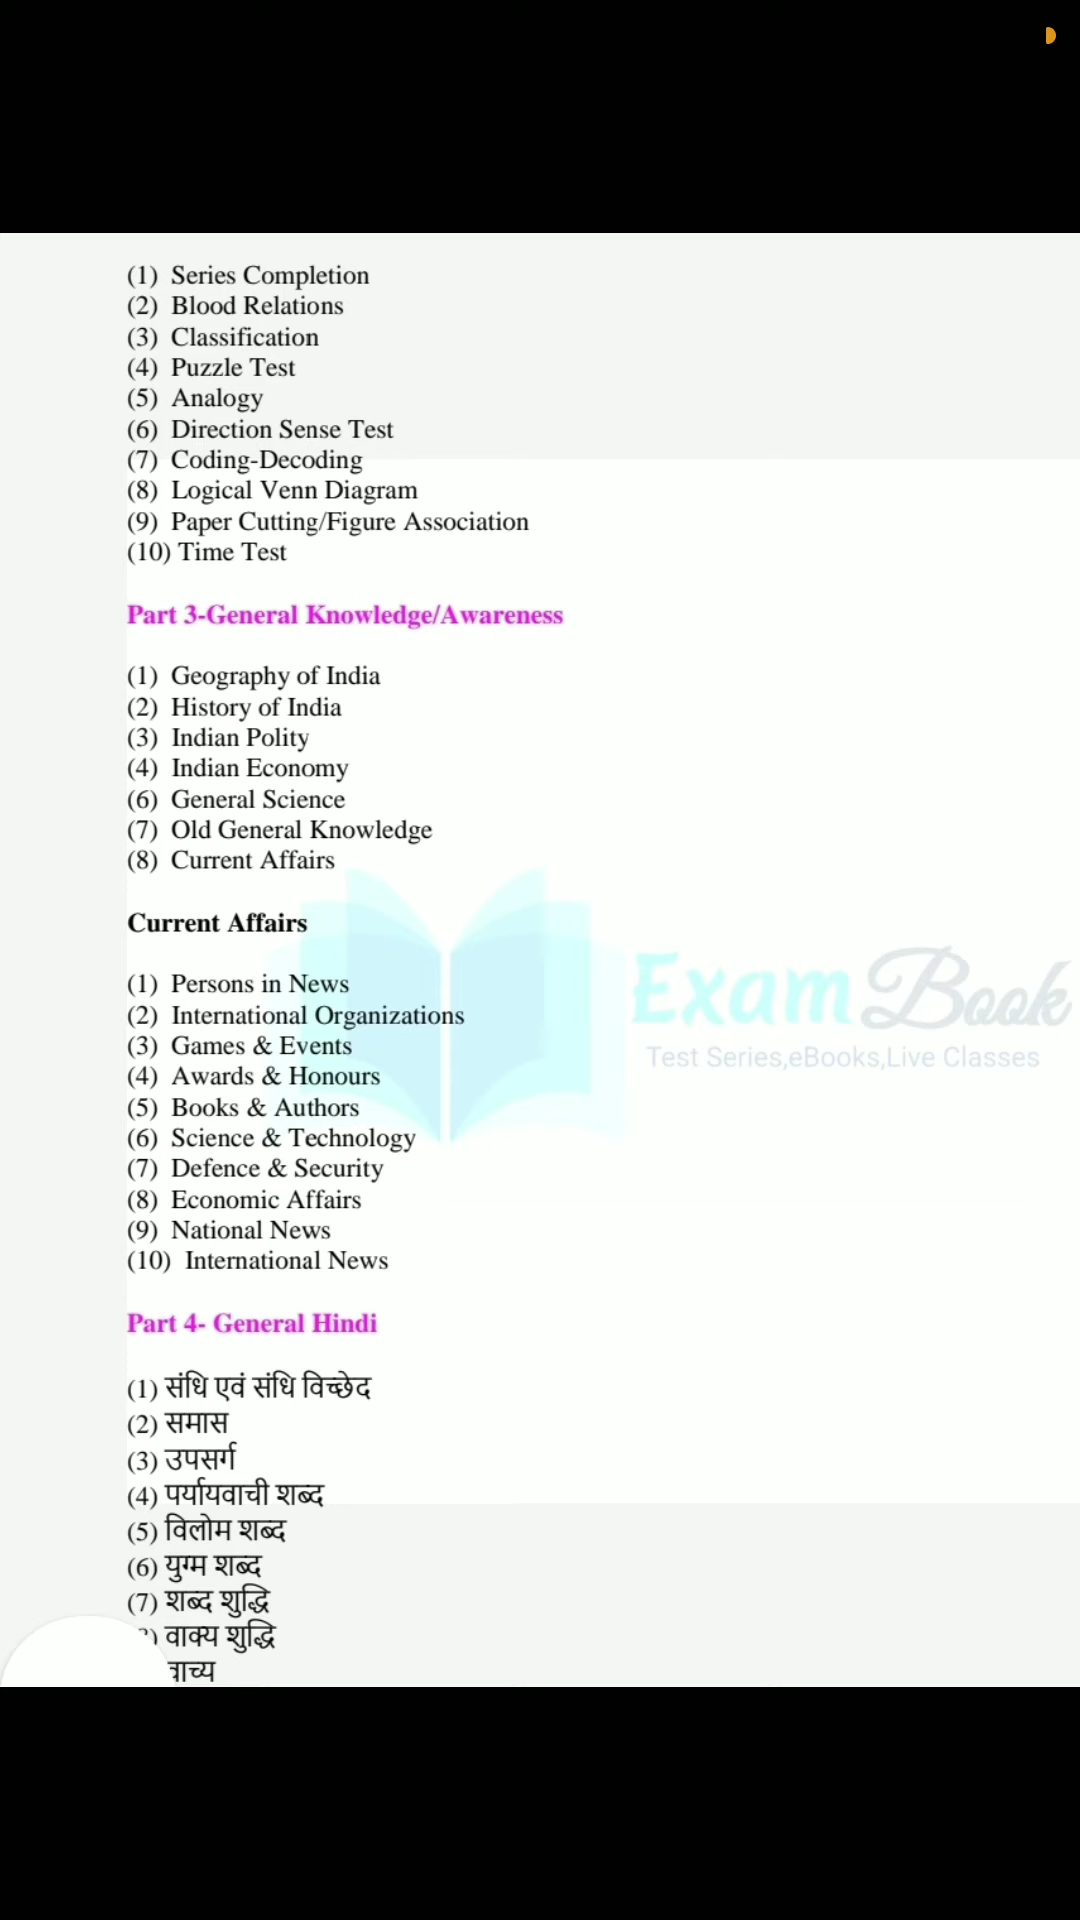 (1) Series Completion
(2) Blood Relations
(3) Classification
(4) Puzzle Test
(5) Analogy
(6) Direction Sense Test
(7) Coding-Decoding
(8) Logical Venn Diagram
(9) Paper Cutting/Figure Association
(10) Time Test
Part 3-General Knowledge/Awareness
(1) Geography of India
(2) History of India
(3) Indian Polity
(4) Indian Economy
(6) General Science
(7) Old General Knowledge
(8) Current Affairs
Current Affairs
(1) Persons in News
(2) International Organizations
(3) Games & Events
(4) Awards & Honours
(5) Books & Authors
(6) Science & Technology
(7) Defence & Security
(8) Economic Affairs
(9) National News
(10) International News
Exam Book
Test Series,eBooks,Live Classes
Part 4- General Hindi
(1) संधि एवं संधि विच्छेद
(2) समास
(3) उपसर्ग
(4) पर्यायवाची शब्द
(5) विलोम शब्द
(6) युग्म शब्द
(7) शब्द शुद्धि
वाक्य शुद्धि
वाच्य